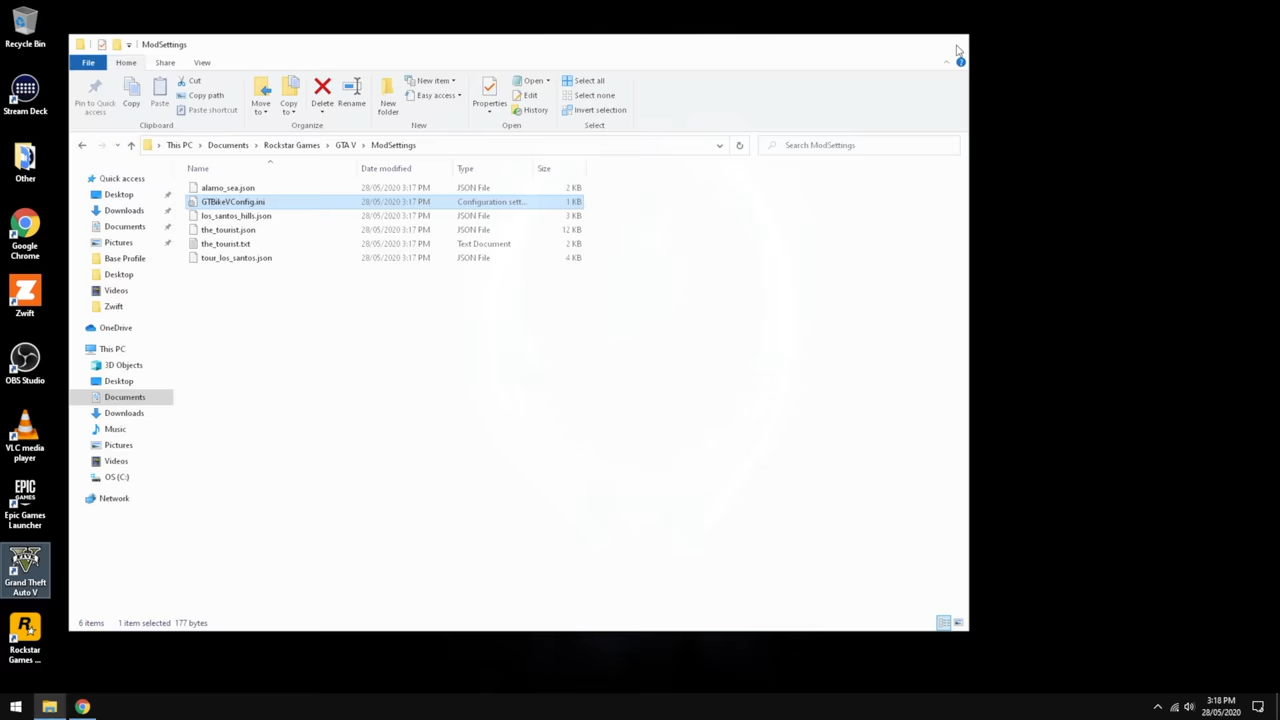 Recycle Bin
Stream Deck
Other
Google
Chrome
Zwift
OBS Studio
VLC media
player
Epic Games
Launcher
Grand Theft
Auto V
Rockstar
Games ...
ModSettings
File Home Share View
Pin to Quick
access
Copy
Paste
Cut
Copy path
Paste shortcut
Clipboard
Move
to
Copy
to
Delete
Rename
Organize
New
folder
New item
Easy access
New
Properties
Open
Edit
History
Open
Select all
Select none
Invert selection
Select
This PC > Documents > Rockstar Games > GTA V > ModSettings
Search ModSettings
Name Date modified Type Size
alamo_sea.json 28/05/2020 3:17 PM JSON File 2 KB
GTBikeVConfig.ini 28/05/2020 3:17 PM Configuration sett... 1 KB
los_santos_hills.json 28/05/2020 3:17 PM JSON File 3 KB
the_tourist.json 28/05/2020 3:17 PM JSON File 12 KB
the_tourist.txt 28/05/2020 3:17 PM Text Document 2 KB
tour_los_santos.json 28/05/2020 3:17 PM JSON File 4 KB
Quick access
Desktop
Downloads
Documents
Pictures
Base Profile
Desktop
Videos
Zwift
OneDrive
This PC
3D Objects
Desktop
Documents
Downloads
Music
Pictures
Videos
OS (C:)
Network
6 items 1 item selected 177 bytes
3:18 PM
28/05/2020